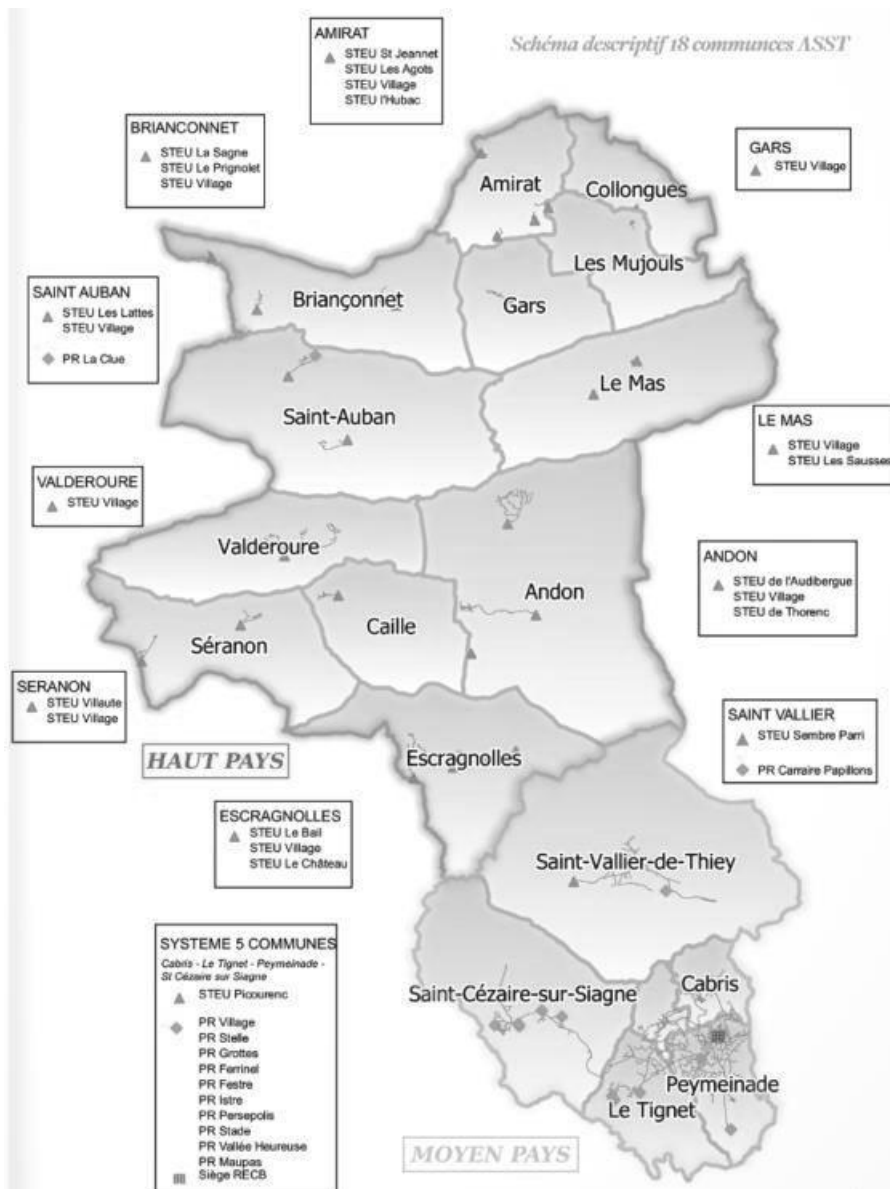 Schéma descriptif 18 communces ASST
AMIRAT
STEU St Jeannet
STEU Les Agots
STEU Village
STEU l'Hubac
BRIANCONNET
STEU La Sagne
STEU Le Prignolet
STEU Village
GARS
STEU Village
Amirat
Collongues
Les Mujouls
Briançonnet
Gars
SAINT AUBAN
STEU Les Lattes
STEU Village
PR La Clue
Le Mas
Saint-Auban
LE MAS
STEU Village
STEU Les Sausses
VALDEROURE
STEU Village
Valderoure
ANDON
STEU de l'Audibergue
STEU Village
STEU de Thorenc
Andon
Caille
Séranon
SERANON
STEU Villaute
STEU Village
SAINT VALLIER
STEU Sembre Parri
PR Carraire Papillons
HAUT PAYS
Escragnolles
ESCRAGNOLLES
STEU Le Bail
STEU Village
STEU Le Château
Saint-Vallier-de-Thiey
SYSTEME 5 COMMUNES
Cabris - Le Tignet - Peymeinade -
St Cézaire sur Siagne
STEU Picourenc
PR Village
PR Stelle
PR Grottes
PR Ferrinel
PR Festre
PR Istre
PR Persepolis
PR Stade
PR Vallée Heureuse
PR Maupas
Siège RECB
Cabris
Saint-Cézaire-sur-Siagne
Peymeinade
Le Tignet
MOYEN PAYS